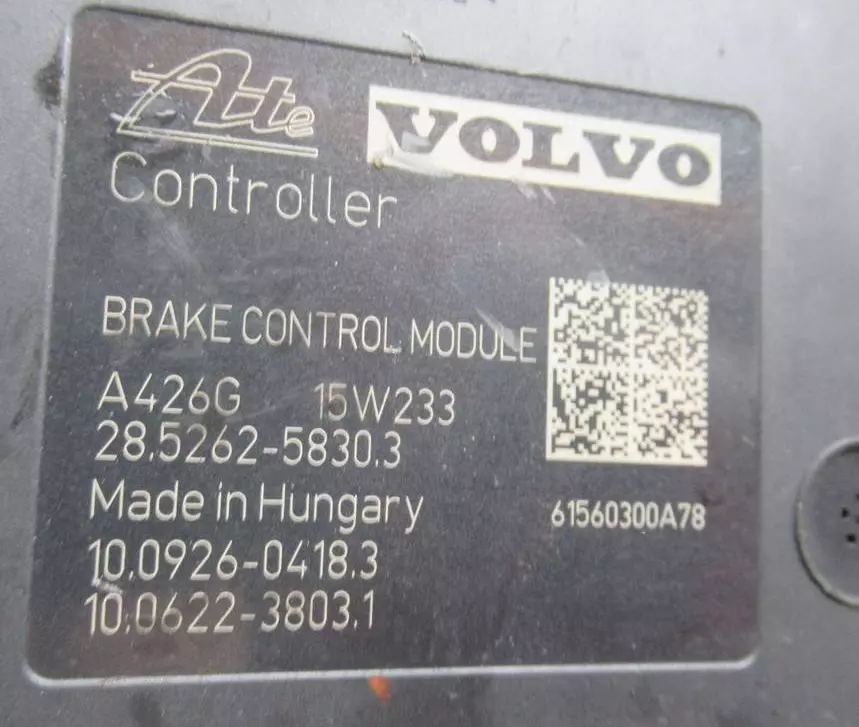 Ate VOLVO
Controller
BRAKE CONTROL MODULE
A426G 15W233
28.5262-5830.3
Made in Hungary
61560300A78
10.0926-0418.3
10.0622-3803.1